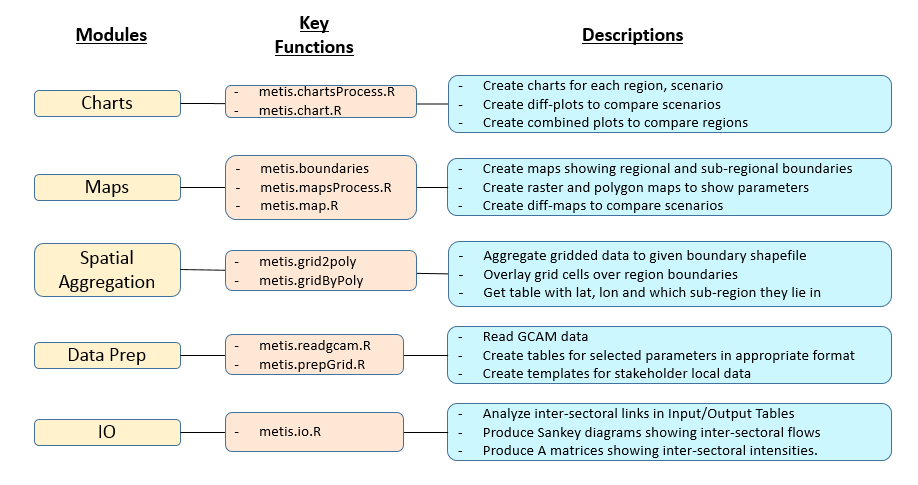 Modules
Key
Functions
Descriptions
Charts
- metis.chartsProcess.R
- metis.chart.R
- Create charts for each region, scenario
- Create diff-plots to compare scenarios
- Create combined plots to compare regions
Maps
- metis.boundaries
- metis.mapsProcess.R
- metis.map.R
- Create maps showing regional and sub-regional boundaries
- Create raster and polygon maps to show parameters
- Create diff-maps to compare scenarios
Spatial
Aggregation
- metis.grid2poly
- metis.gridByPoly
- Aggregate gridded data to given boundary shapefile
- Overlay grid cells over region boundaries
- Get table with lat, lon and which sub-region they lie in
Data Prep
- metis.readgcam.R
- metis.prepGrid.R
- Read GCAM data
- Create tables for selected parameters in appropriate format
- Create templates for stakeholder local data
IO
- metis.io.R
- Analyze inter-sectoral links in Input/Output Tables
- Produce Sankey diagrams showing inter-sectoral flows
- Produce A matrices showing inter-sectoral intensities.